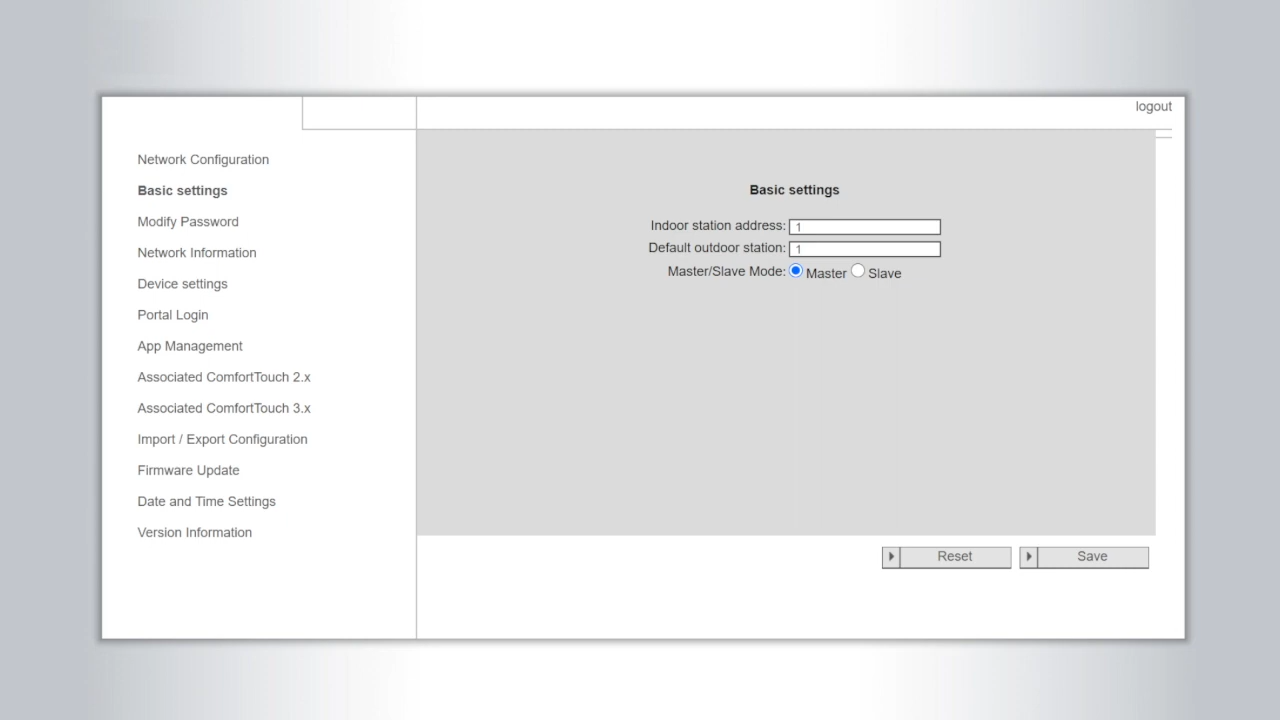 logout
Network Configuration
Basic settings
Modify Password
Network Information
Device settings
Portal Login
App Management
Associated ComfortTouch 2.x
Associated ComfortTouch 3.x
Import / Export Configuration
Firmware Update
Date and Time Settings
Version Information
Basic settings
Indoor station address: 1
Default outdoor station: 1
Master/Slave Mode: Master Slave
Reset Save